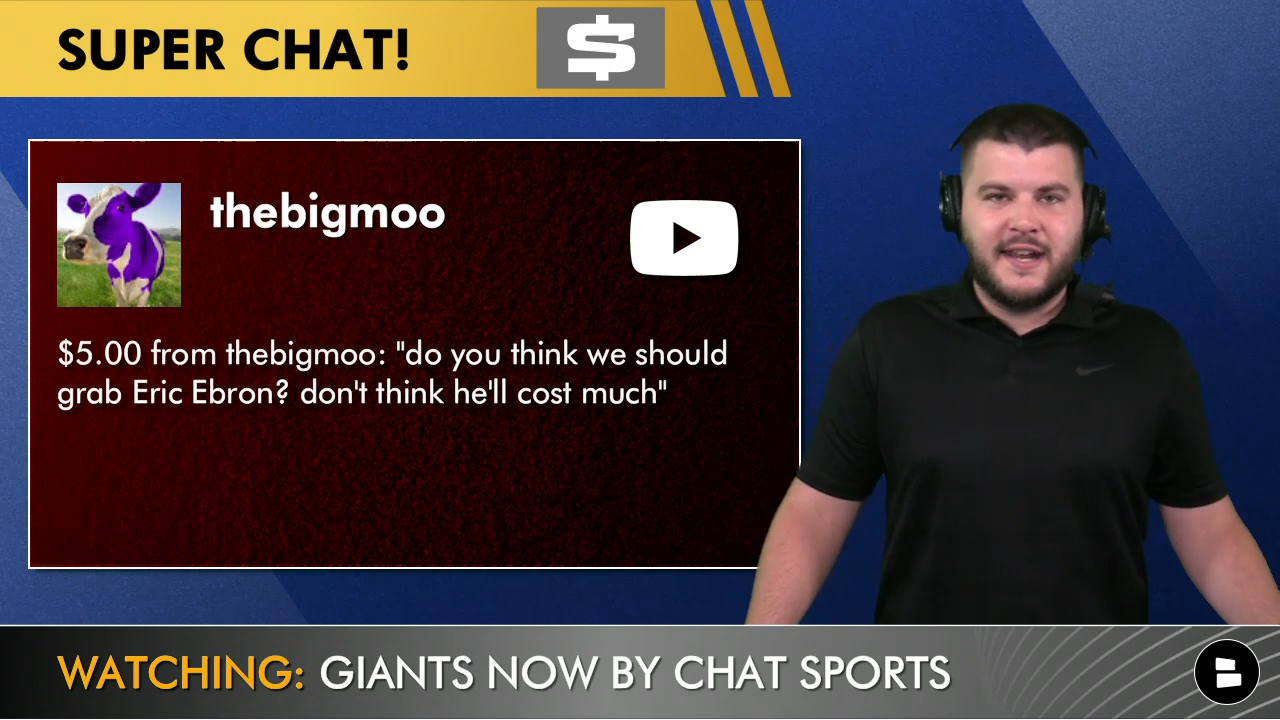 SUPER CHAT!
$
thebigmoo
$5.00 from thebigmoo: "do you think we should
grab Eric Ebron? don't think he'll cost much"
WATCHING: GIANTS NOW BY CHAT SPORTS